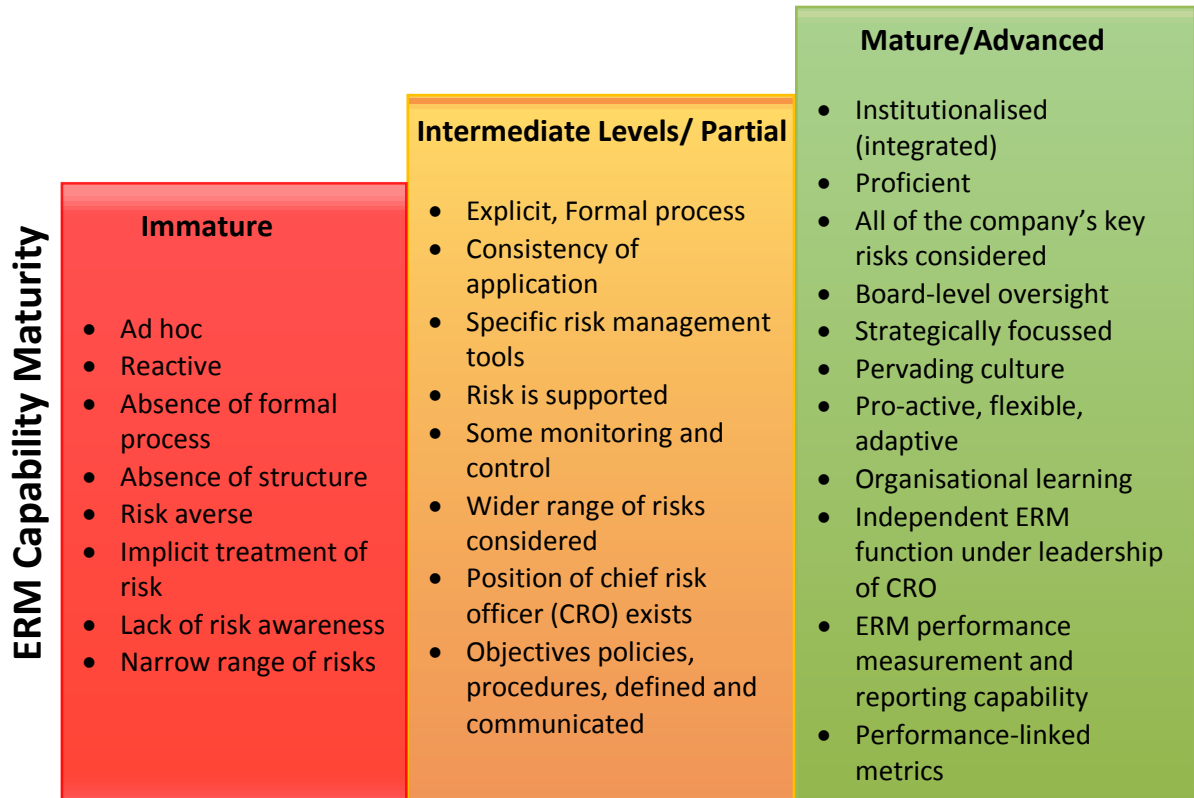 ERM Capability Maturity
Immature
• Ad hoc
• Reactive
• Absence of formal
process
• Absence of structure
• Risk averse
• Implicit treatment of
risk
• Lack of risk awareness
• Narrow range of risks
Intermediate Levels/ Partial
• Explicit, Formal process
• Consistency of
application
• Specific risk management
tools
• Risk is supported
• Some monitoring and
control
• Wider range of risks
considered
• Position of chief risk
officer (CRO) exists
• Objectives policies,
procedures, defined and
communicated
Mature/Advanced
• Institutionalised
(integrated)
• Proficient
• All of the company’s key
risks considered
• Board-level oversight
• Strategically focussed
• Pervading culture
• Pro-active, flexible,
adaptive
• Organisational learning
• Independent ERM
function under leadership
of CRO
• ERM performance
measurement and
reporting capability
• Performance-linked
metrics